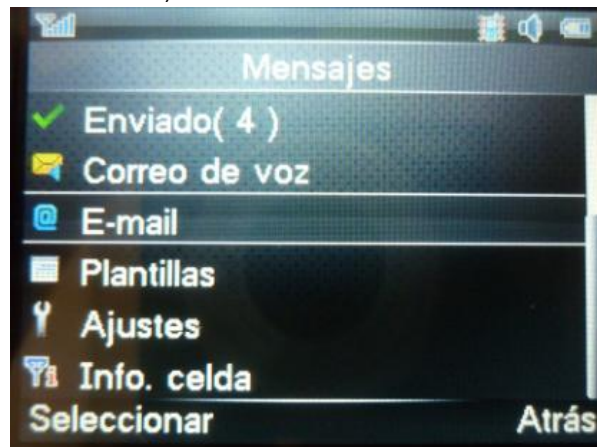 Mensajes
Enviado( 4 )
Correo de voz
E-mail
Plantillas
Ajustes
Info. celda
Seleccionar Atrás